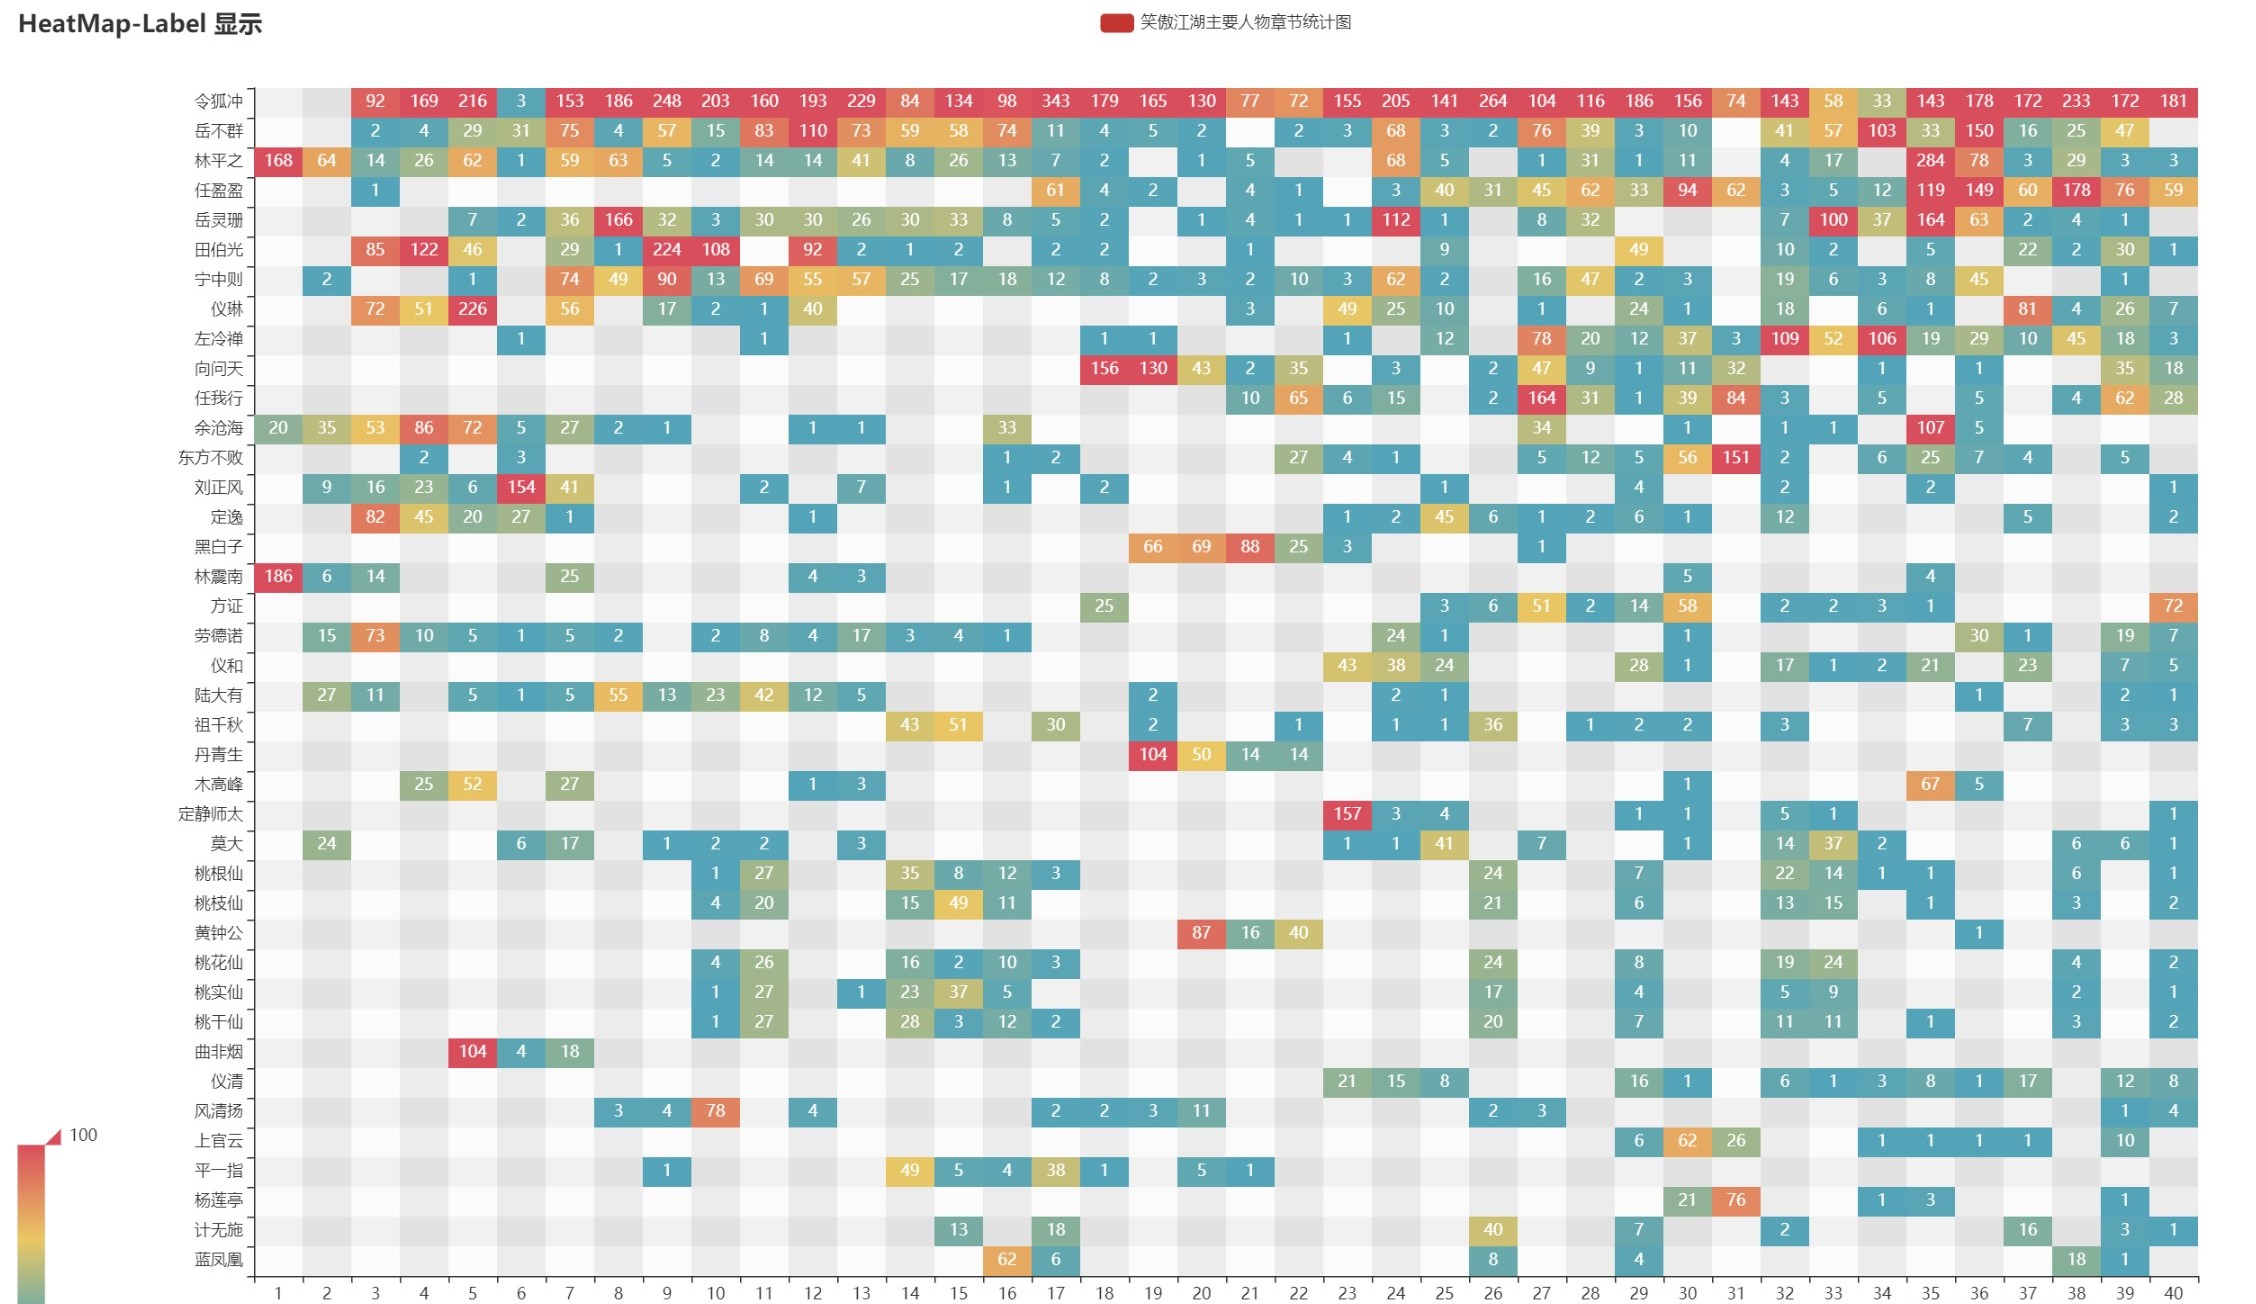 HeatMap-Label 显示
笑傲江湖主要人物章节统计图
令狐冲 92 169 216 3 153 186 248 203 160 193 229 84 134 98 343 179 165 130 77 72 155 205 141 264 104 116 186 156 74 143 58 33 143 178 172 233 172 181
岳不群 2 4 29 31 75 4 57 15 83 110 73 59 58 74 11 4 5 2 2 3 68 3 2 76 39 3 10 41 57 103 33 150 16 25 47
林平之 168 64 14 26 62 1 59 63 5 2 14 14 41 8 26 13 7 2 1 5 68 5 1 31 1 11 4 17 284 78 3 29 3 3
任盈盈 1 61 4 2 4 1 3 40 31 45 62 33 94 62 3 5 12 119 149 60 178 76 59
岳灵珊 7 2 36 166 32 3 30 30 26 30 33 8 5 2 1 4 1 1 112 1 8 32 7 100 37 164 63 2 4 1
田伯光 85 122 46 29 1 224 108 92 2 1 2 2 2 1 9 49 10 2 5 22 2 30 1
宁中则 2 1 74 49 90 13 69 55 57 25 17 18 12 8 2 3 2 10 3 62 2 16 47 2 3 19 6 3 8 45 1
仪琳 72 51 226 56 17 2 1 40 3 49 25 10 1 24 1 18 6 1 81 4 26 7
左冷禅 1 1 1 1 1 12 78 20 12 37 3 109 52 106 19 29 10 45 18 3
向问天 156 130 43 2 35 3 2 47 9 1 11 32 1 1 35 18
任我行 10 65 6 15 2 164 31 1 39 84 3 5 5 4 62 28
余沧海 20 35 53 86 72 5 27 2 1 1 1 33 34 1 1 1 107 5
东方不败 2 3 1 2 27 4 1 5 12 5 56 151 2 6 25 7 4 5
刘正风 9 16 23 6 154 41 2 7 1 2 1 4 2 2 1
定逸 82 45 20 27 1 1 1 2 45 6 1 2 6 1 12 5 2
黑白子 66 69 88 25 3 1
林震南 186 6 14 25 4 3 5 4
方证 25 3 6 51 2 14 58 2 2 3 1 72
劳德诺 15 73 10 5 1 5 2 2 8 4 17 3 4 1 24 1 1 30 1 19 7
仪和 43 38 24 28 1 17 1 2 21 23 7 5
陆大有 27 11 5 1 5 55 13 23 42 12 5 2 2 1 1 2 1
祖千秋 43 51 30 2 1 1 1 36 1 2 2 3 7 3 3
丹青生 104 50 14 14
木高峰 25 52 27 1 3 1 67 5
定静师太 157 3 4 1 1 5 1 1
莫大 24 6 17 1 2 2 3 1 1 41 7 1 14 37 2 6 6 1
桃根仙 1 27 35 8 12 3 24 7 22 14 1 1 6 1
桃枝仙 4 20 15 49 11 21 6 13 15 1 3 2
黄钟公 87 16 40 1
桃花仙 4 26 16 2 10 3 24 8 19 24 4 2
桃实仙 1 27 1 23 37 5 17 4 5 9 2 1
桃干仙 1 27 28 3 12 2 20 7 11 11 1 3 2
曲非烟 104 4 18
仪清 21 15 8 16 1 6 1 3 8 1 17 12 8
风清扬 3 4 78 4 2 2 3 11 2 3 1 4
上官云 6 62 26 1 1 1 1 10
平一指 1 49 5 4 38 1 5 1
杨莲亭 21 76 1 3 1
计无施 13 18 40 7 2 16 3 1
蓝凤凰 62 6 8 4 18 1
1 2 3 4 5 6 7 8 9 10 11 12 13 14 15 16 17 18 19 20 21 22 23 24 25 26 27 28 29 30 31 32 33 34 35 36 37 38 39 40
100